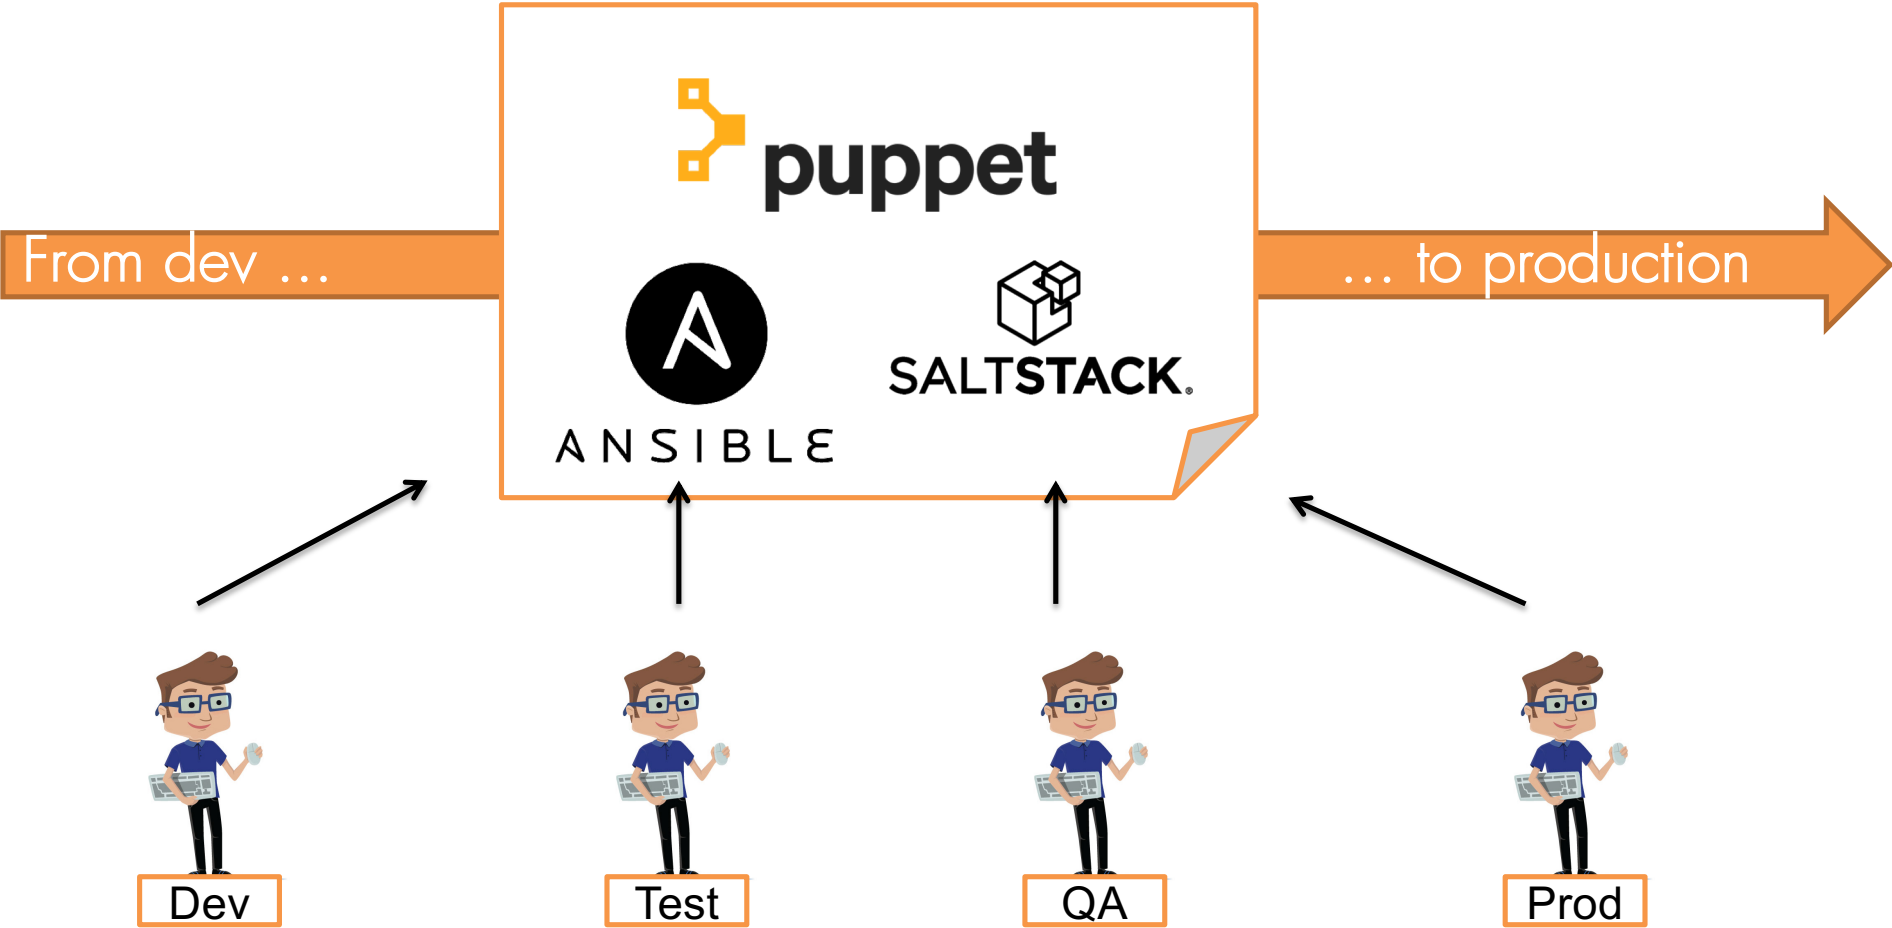 puppet
From dev ...
... to production
ANSIBLE
SALTSTACK®
Dev
Test
QA
Prod